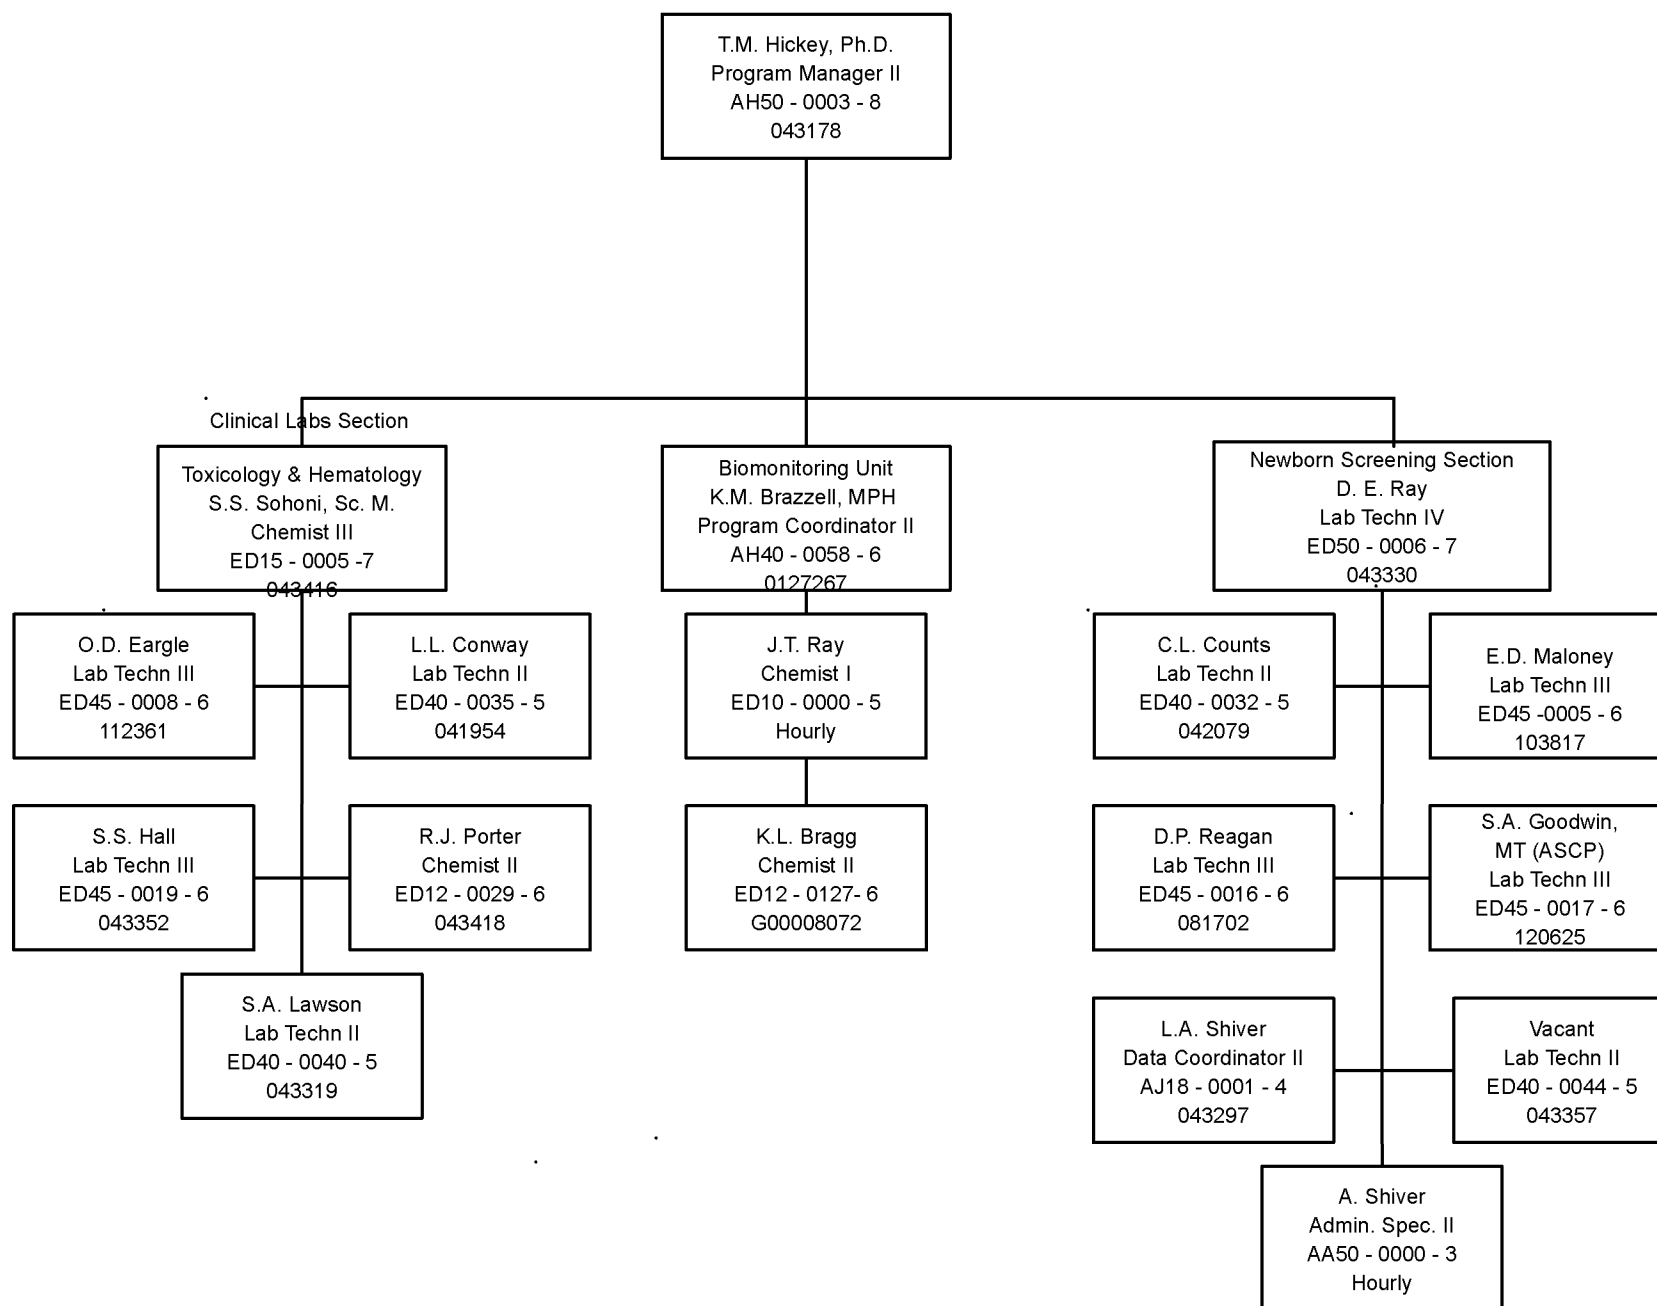 T.M. Hickey, Ph.D.
Program Manager II
AH50 - 0003 - 8
043178
Clinical Labs Section
Toxicology & Hematology
S.S. Sohoni, Sc. M.
Chemist III
ED15 - 0005 -7
043416
Biomonitoring Unit
K.M. Brazzell, MPH
Program Coordinator II
AH40 - 0058 - 6
0127267
Newborn Screening Section
D. E. Ray
Lab Techn IV
ED50 - 0006 - 7
043330
O.D. Eargle
Lab Techn III
ED45 - 0008 - 6
112361
L.L. Conway
Lab Techn II
ED40 - 0035 - 5
041954
J.T. Ray
Chemist I
ED10 - 0000 - 5
Hourly
C.L. Counts
Lab Techn II
ED40 - 0032 - 5
042079
E.D. Maloney
Lab Techn III
ED45 -0005 - 6
103817
S.S. Hall
Lab Techn III
ED45 - 0019 - 6
043352
R.J. Porter
Chemist II
ED12 - 0029 - 6
043418
K.L. Bragg
Chemist II
ED12 - 0127- 6
G00008072
D.P. Reagan
Lab Techn III
ED45 - 0016 - 6
081702
S.A. Goodwin,
MT (ASCP)
Lab Techn III
ED45 - 0017 - 6
120625
S.A. Lawson
Lab Techn II
ED40 - 0040 - 5
043319
L.A. Shiver
Data Coordinator II
AJ18 - 0001 - 4
043297
Vacant
Lab Techn II
ED40 - 0044 - 5
043357
A. Shiver
Admin. Spec. II
AA50 - 0000 - 3
Hourly